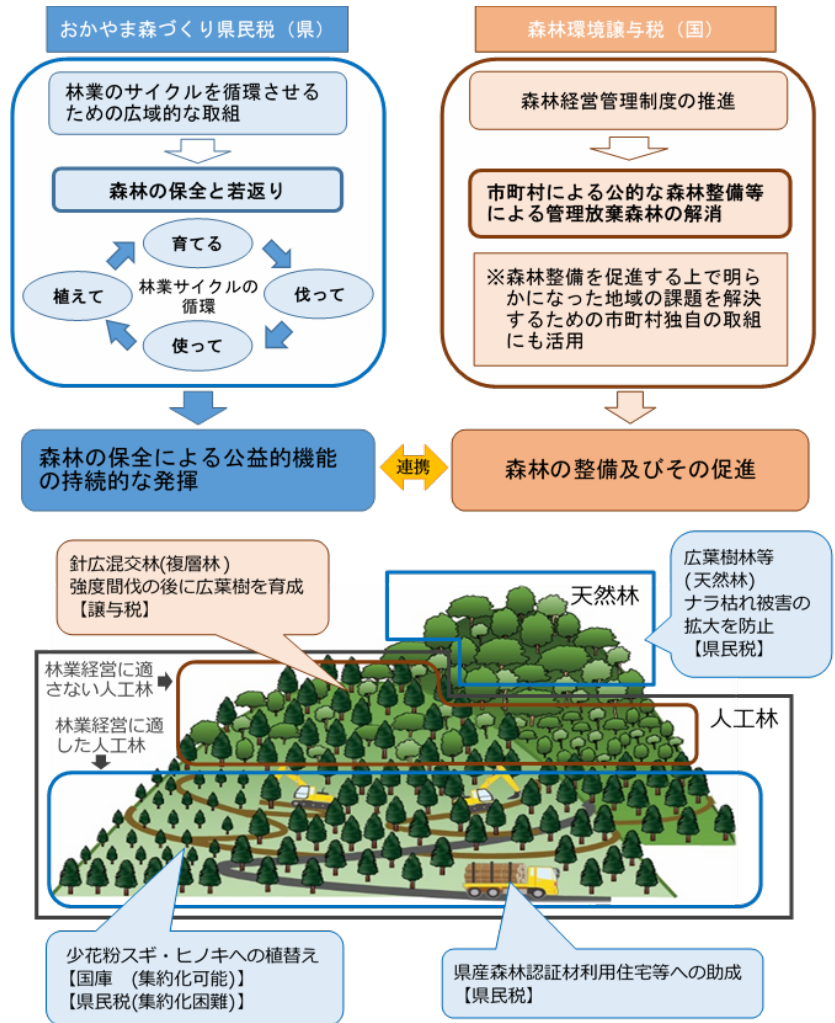 おかやま森づくり県民税（県）
林業のサイクルを循環させる
ための広域的な取組
森林の保全と若返り
育てる
植えて
林業サイクルの
循環
伐って
使って
森林の保全による公益的機能
の持続的な発揮
連携
森林環境譲与税（国）
森林経営管理制度の推進
市町村による公的な森林整備等
による管理放棄森林の解消
※森林整備を促進する上で明ら
かになった地域の課題を解決
するための市町村独自の取組
にも活用
森林の整備及びその促進
針広混交林(複層林)
強度間伐の後に広葉樹を育成
【譲与税】
天然林
広葉樹林等
(天然林)
ナラ枯れ被害の
拡大を防止
【県民税】
林業経営に適
さない人工林
林業経営に適
した人工林
人工林
少花粉スギ・ヒノキへの植替え
【国庫　(集約化可能)】
【県民税(集約化困難)】
県産森林認証材利用住宅等への助成
【県民税】